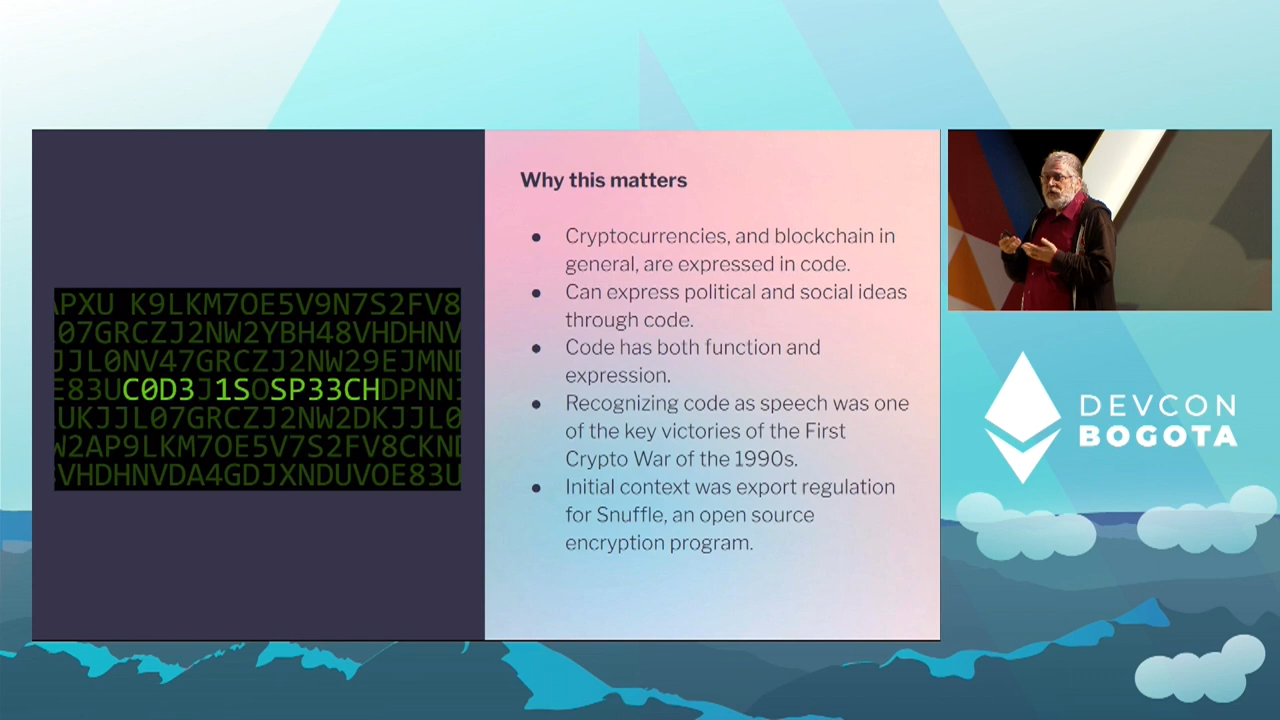 \PXU K9LKM7OE5V9N7S2FV8
07GRCZJ2NW2YBH48VHDHNV
JJL0NV47GRCZJ2NW29EJMND
E83UC0D3J1SOSP33CHDPNN
UKJJL07GRCZJ2NW2DKJJL0
W2AP9LKM7OE5V7S2FV8CKND
VHDHNVDA4GDJXNDUVOE83U
Why this matters
● Cryptocurrencies, and blockchain in
general, are expressed in code.
● Can express political and social ideas
through code.
● Code has both function and
expression.
● Recognizing code as speech was one
of the key victories of the First
Crypto War of the 1990s.
● Initial context was export regulation
for Snuffle, an open source
encryption program.
DEVCON
BOGOTA